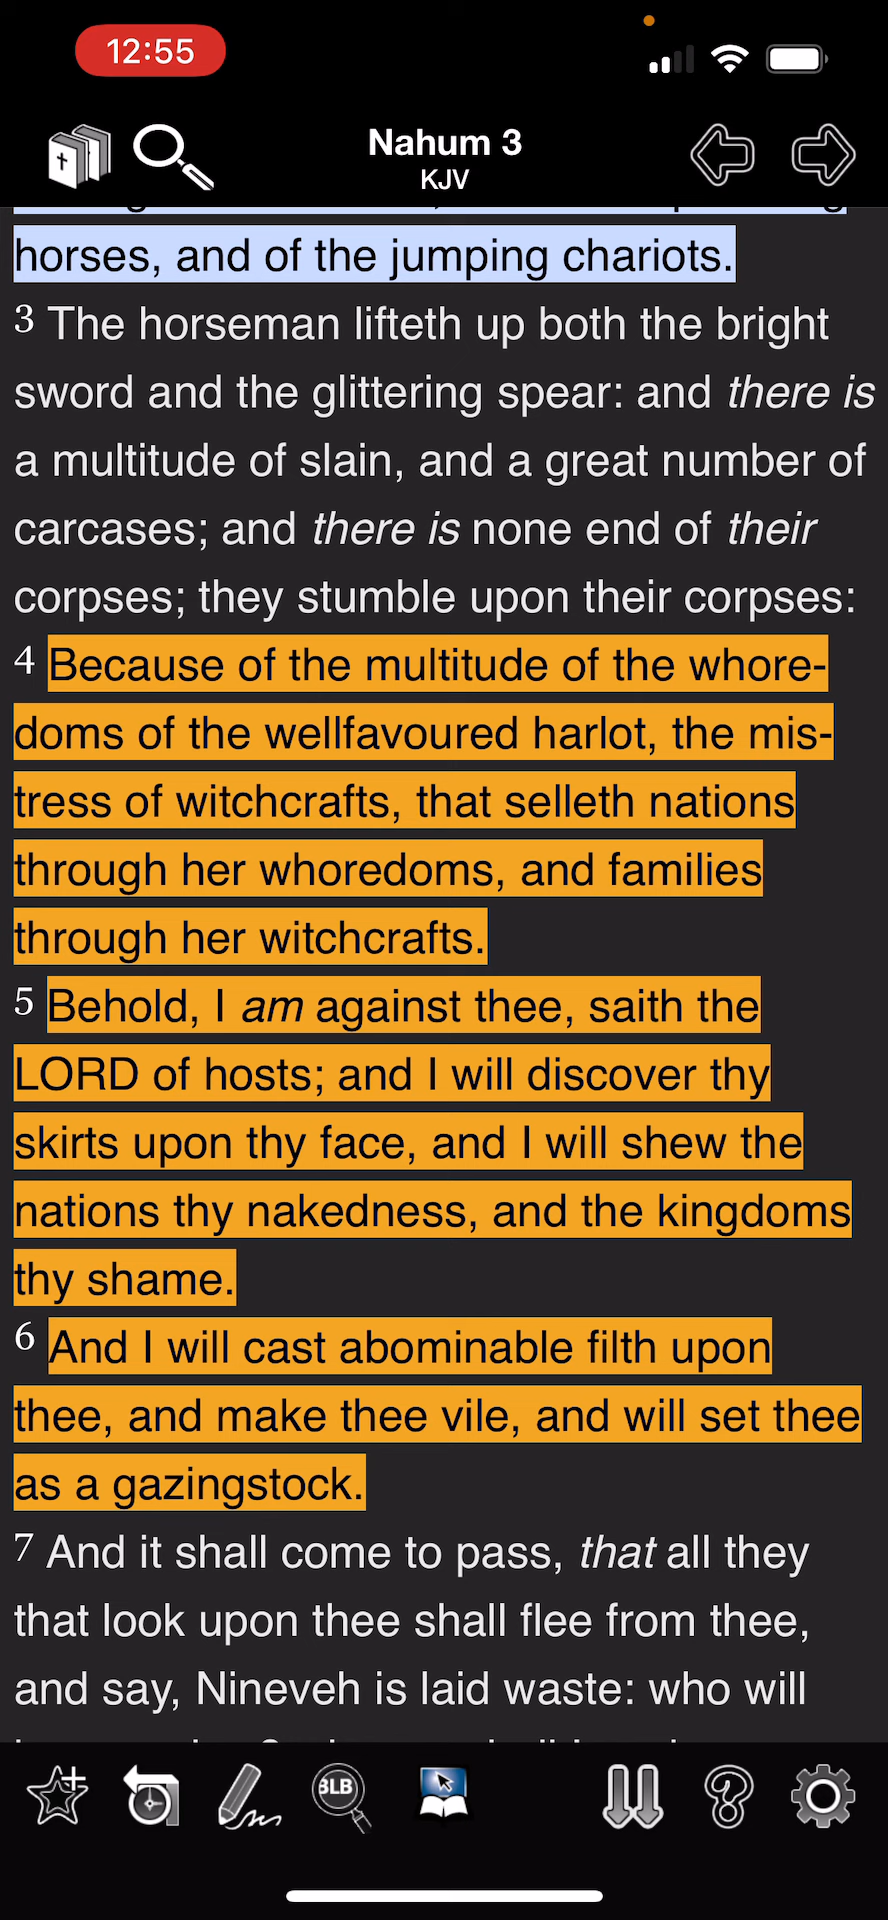 12:55
Nahum 3
KJV
horses, and of the jumping chariots.
3 The horseman lifteth up both the bright
sword and the glittering spear: and there is
a multitude of slain, and a great number of
carcases; and there is none end of their
corpses; they stumble upon their corpses:
4 Because of the multitude of the whore-
doms of the wellfavoured harlot, the mis-
tress of witchcrafts, that selleth nations
through her whoredoms, and families
through her witchcrafts.
5 Behold, I am against thee, saith the
LORD of hosts; and I will discover thy
skirts upon thy face, and I will shew the
nations thy nakedness, and the kingdoms
thy shame.
6 And I will cast abominable filth upon
thee, and make thee vile, and will set thee
as a gazingstock.
7 And it shall come to pass, that all they
that look upon thee shall flee from thee,
and say, Nineveh is laid waste: who will
BLB